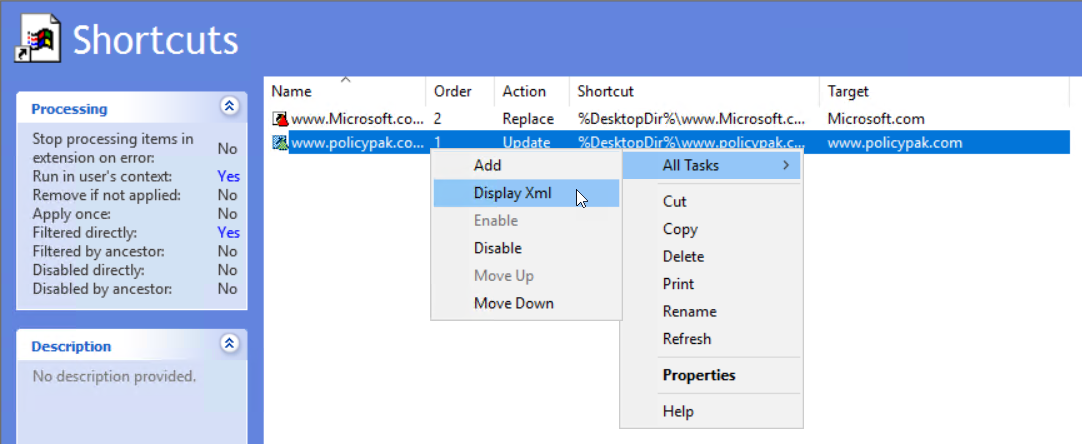 Shortcuts
Processing
Stop processing items in
extension on error: No
Run in user's context: Yes
Remove if not applied: No
Apply once: No
Filtered directly: Yes
Filtered by ancestor: No
Disabled directly: No
Disabled by ancestor: No
Description
No description provided.
Name Order Action Shortcut Target
www.Microsoft.co... 2 Replace %DesktopDir%\www.Microsoft.c... Microsoft.com
www.policypak.co... 1 Update %DesktopDir%\www.policypak.c... www.policypak.com
Add
Display Xml
Enable
Disable
Move Up
Move Down
All Tasks
Cut
Copy
Delete
Print
Rename
Refresh
Properties
Help